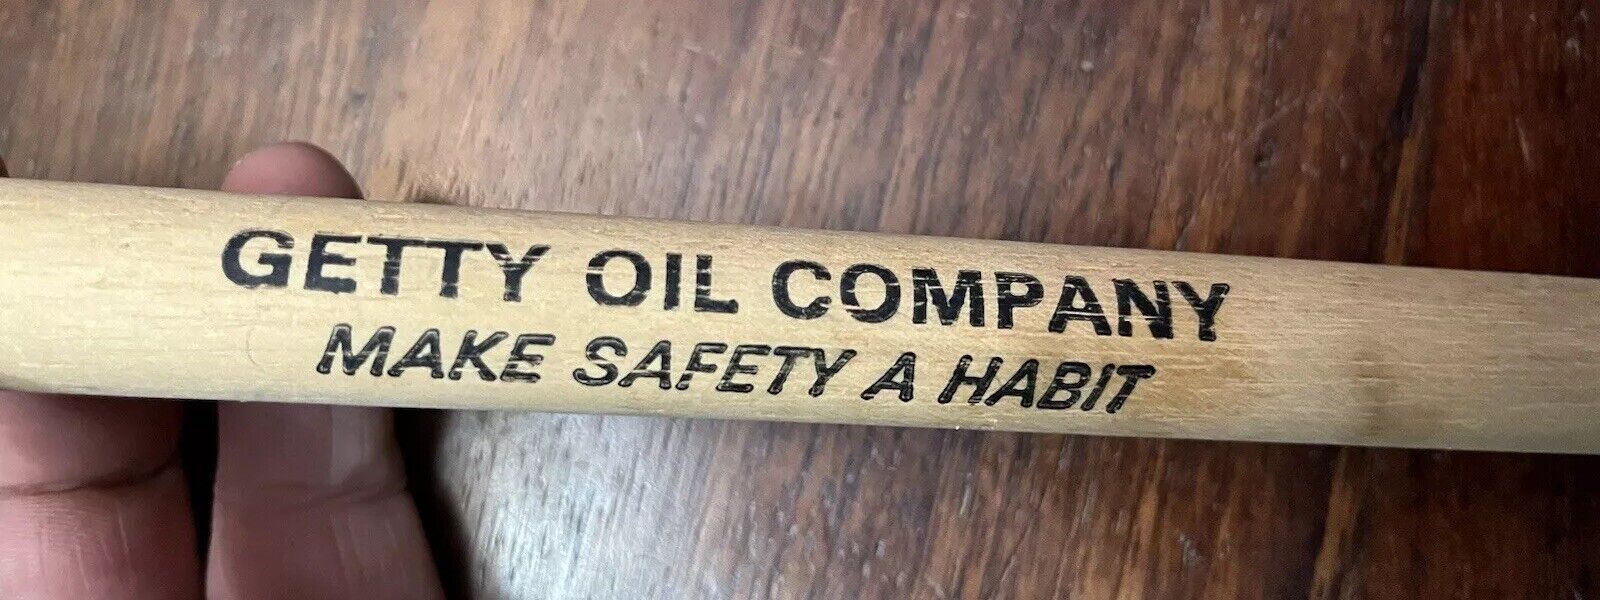 GETTY OIL COMPANY
MAKE SAFETY A HABIT